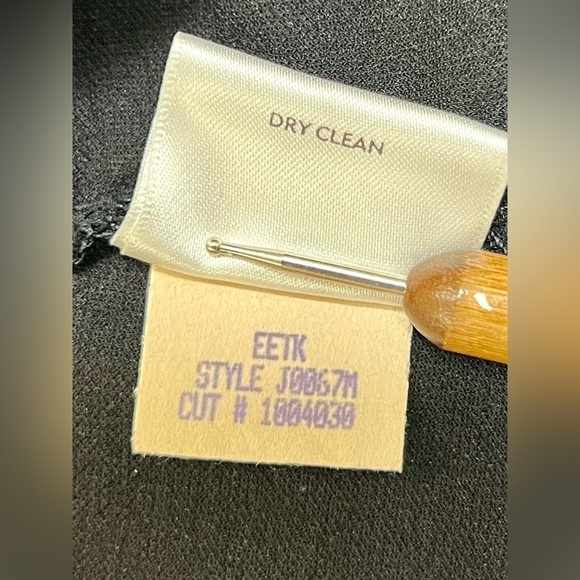 DRY CLEAN
EETK
STYLE J0067M
CUT # 1004030